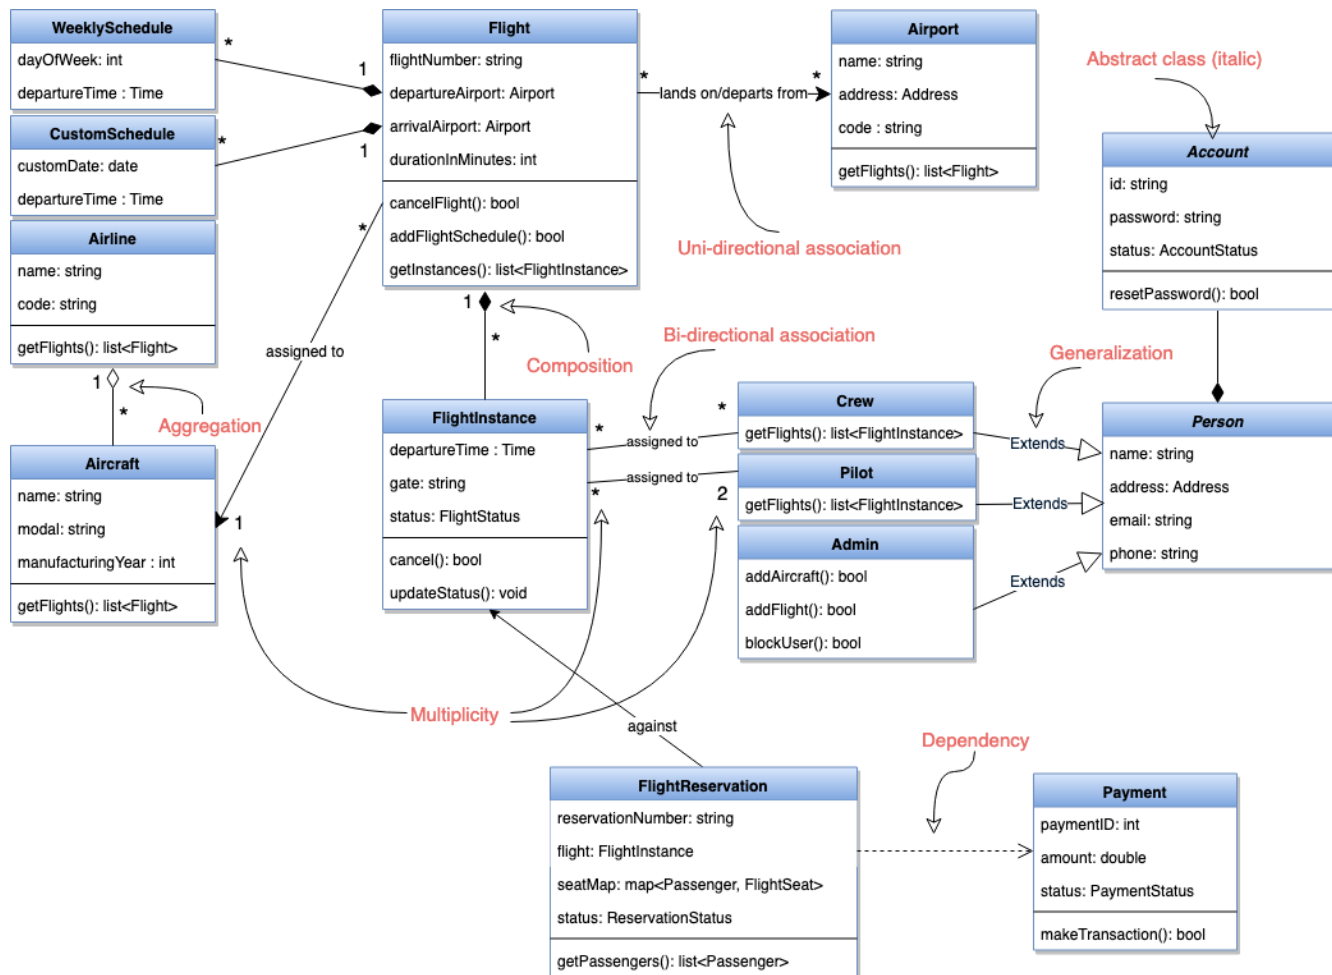 WeeklySchedule
dayOfWeek: int
departureTime : Time
CustomSchedule
customDate: date
departureTime : Time
Airline
name: string
code: string
getFlights(): list<Flight>
1
*
Aggregation
Aircraft
name: string
modal: string
manufacturingYear : int
getFlights(): list<Flight>
*
1
*
1
*
assigned to
1
Flight
flightNumber: string
departureAirport: Airport
arrivalAirport: Airport
durationInMinutes: int
cancelFlight(): bool
addFlightSchedule(): bool
getInstances(): list<FlightInstance>
*
lands on/departs from
*
Uni-directional association
Airport
name: string
address: Address
code : string
getFlights(): list<Flight>
Abstract class (italic)
Account
id: string
password: string
status: AccountStatus
resetPassword(): bool
1
*
Composition
Bi-directional association
Generalization
FlightInstance
departureTime : Time
gate: string
status: FlightStatus
cancel(): bool
updateStatus(): void
*
assigned to
*
*
assigned to
2
Crew
getFlights(): list<FlightInstance>
Pilot
getFlights(): list<FlightInstance>
Admin
addAircraft(): bool
addFlight(): bool
blockUser(): bool
Extends
Extends
Extends
Person
name: string
address: Address
email: string
phone: string
Multiplicity
against
Dependency
FlightReservation
reservationNumber: string
flight: FlightInstance
seatMap: map<Passenger, FlightSeat>
status: ReservationStatus
getPassengers(): list<Passenger>
Payment
paymentID: int
amount: double
status: PaymentStatus
makeTransaction(): bool